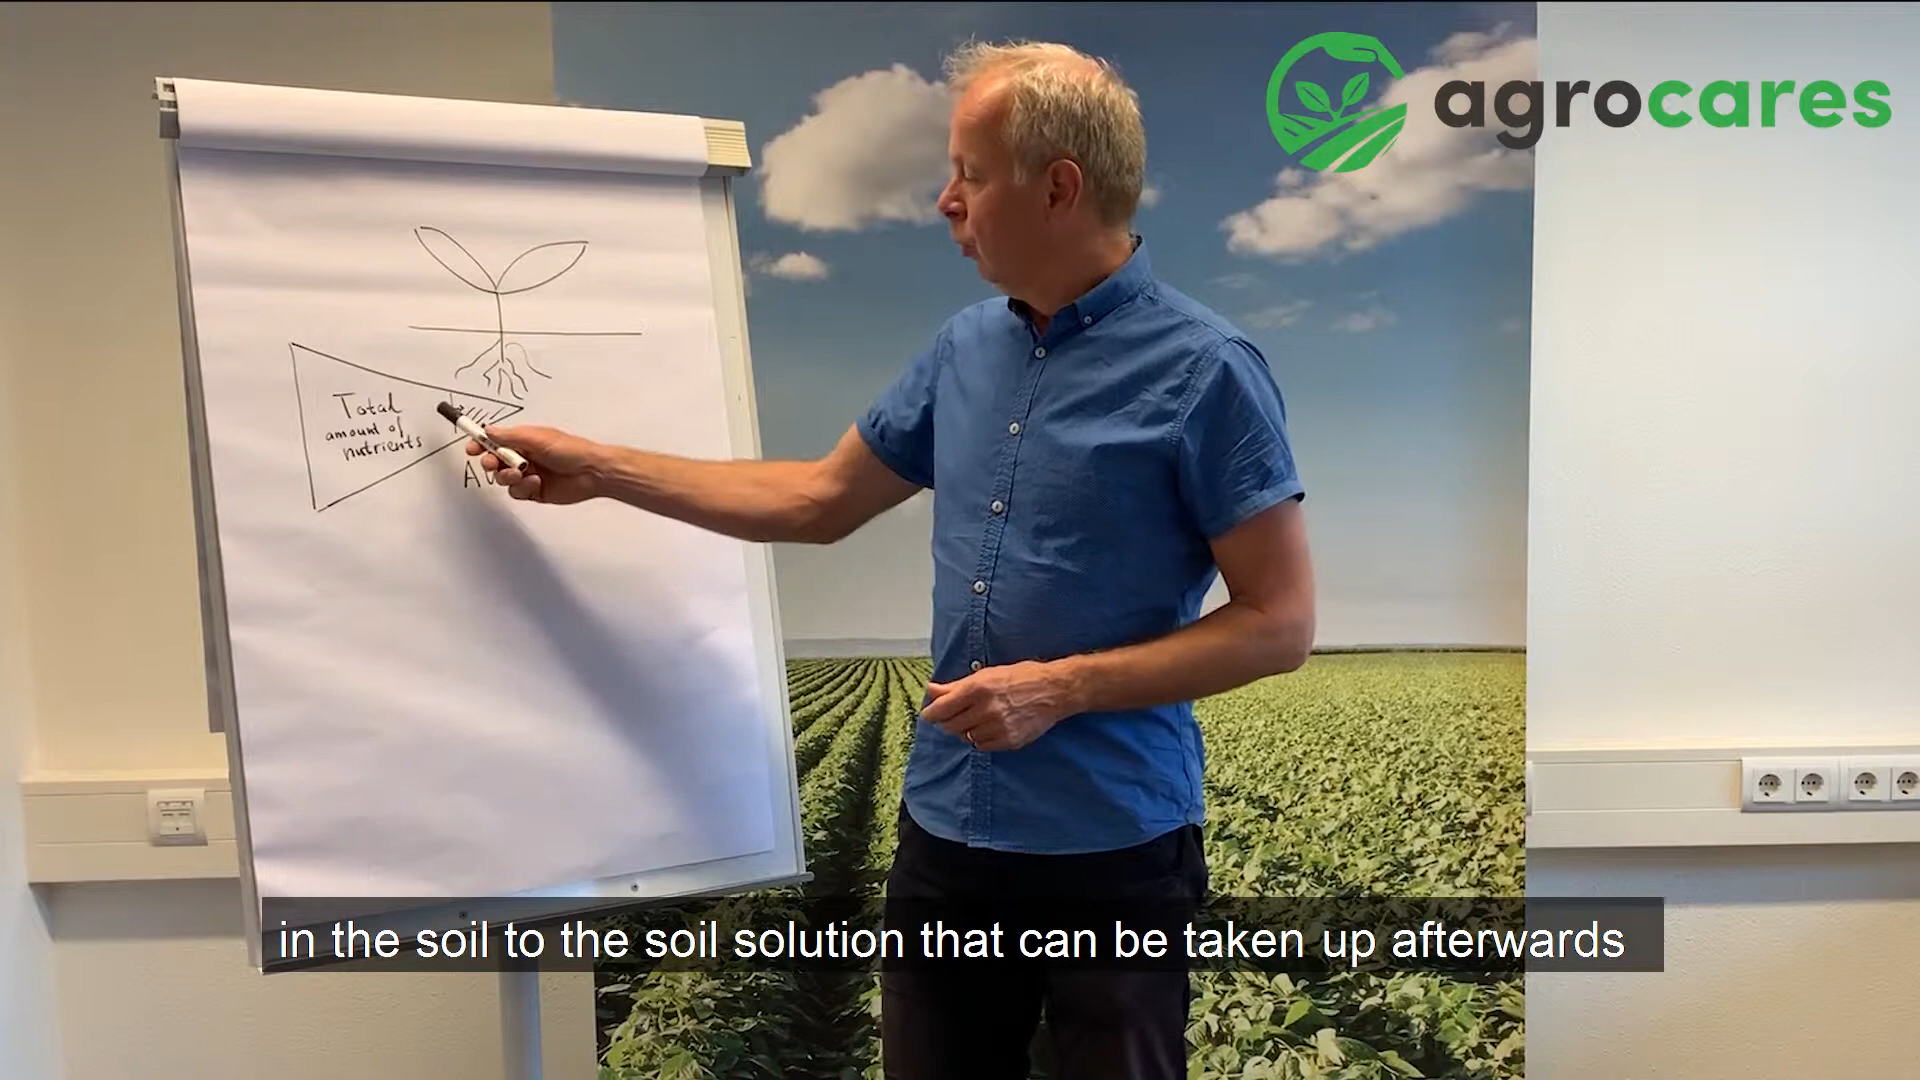 agrocares
Total
amount of
nutrients
in the soil to the soil solution that can be taken up afterwards